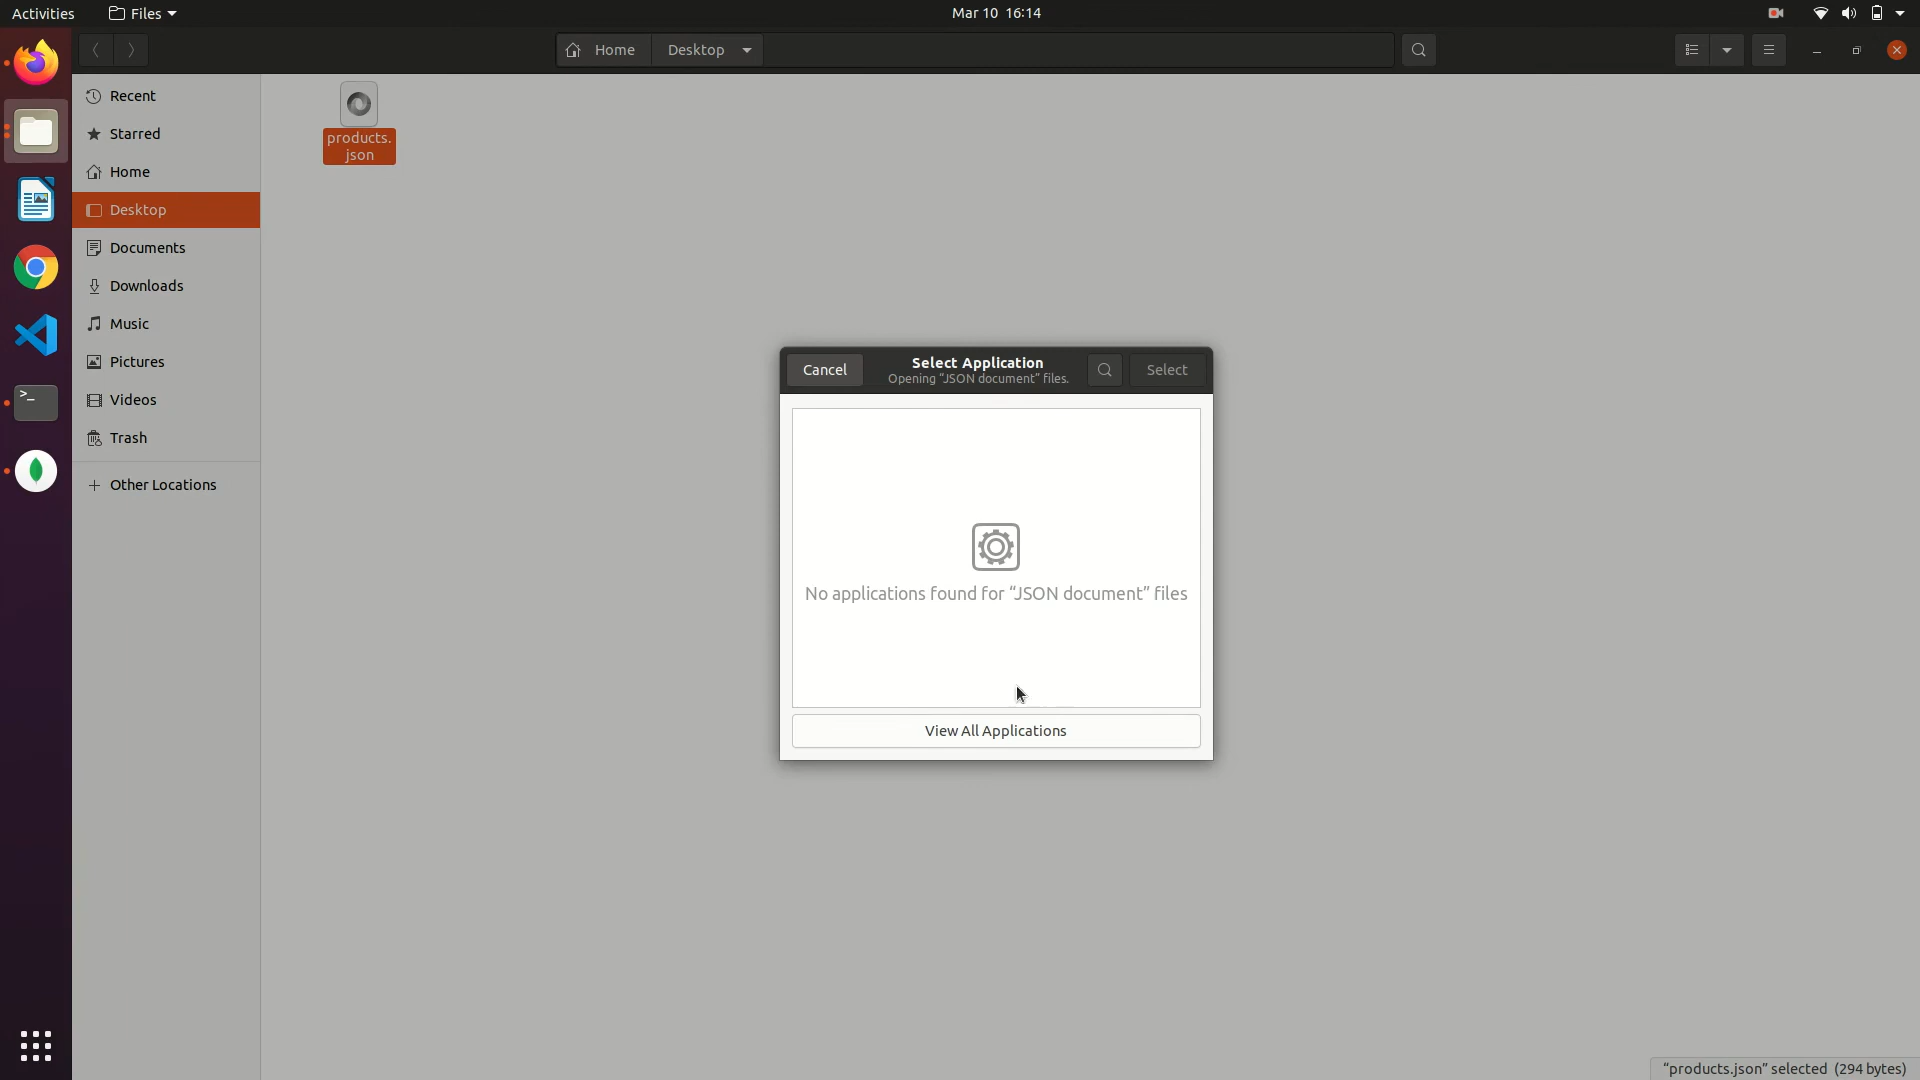 Activities
Files
Mar 10 16:14
Home
Desktop
Recent
Starred
Home
Desktop
Documents
Downloads
Music
Pictures
Videos
Trash
Other Locations
products.
json
Cancel
Select Application
Opening “JSON document” files.
Select
No applications found for “JSON document” files
View All Applications
>_
“products.json” selected (294 bytes)